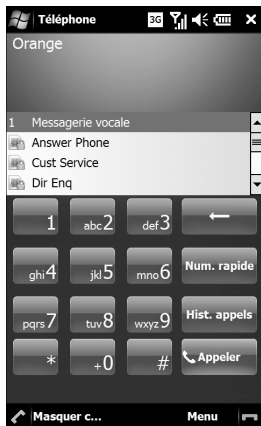 Téléphone 3G
Orange
1 Messagerie vocale
Answer Phone
Cust Service
Dir Enq
1 abc2 def3
ghi4 jkl5 mno6 Num. rapide
pqrs7 tuv8 wxyz9 Hist. appels
* +0 # Appeler
Masquer c... Menu